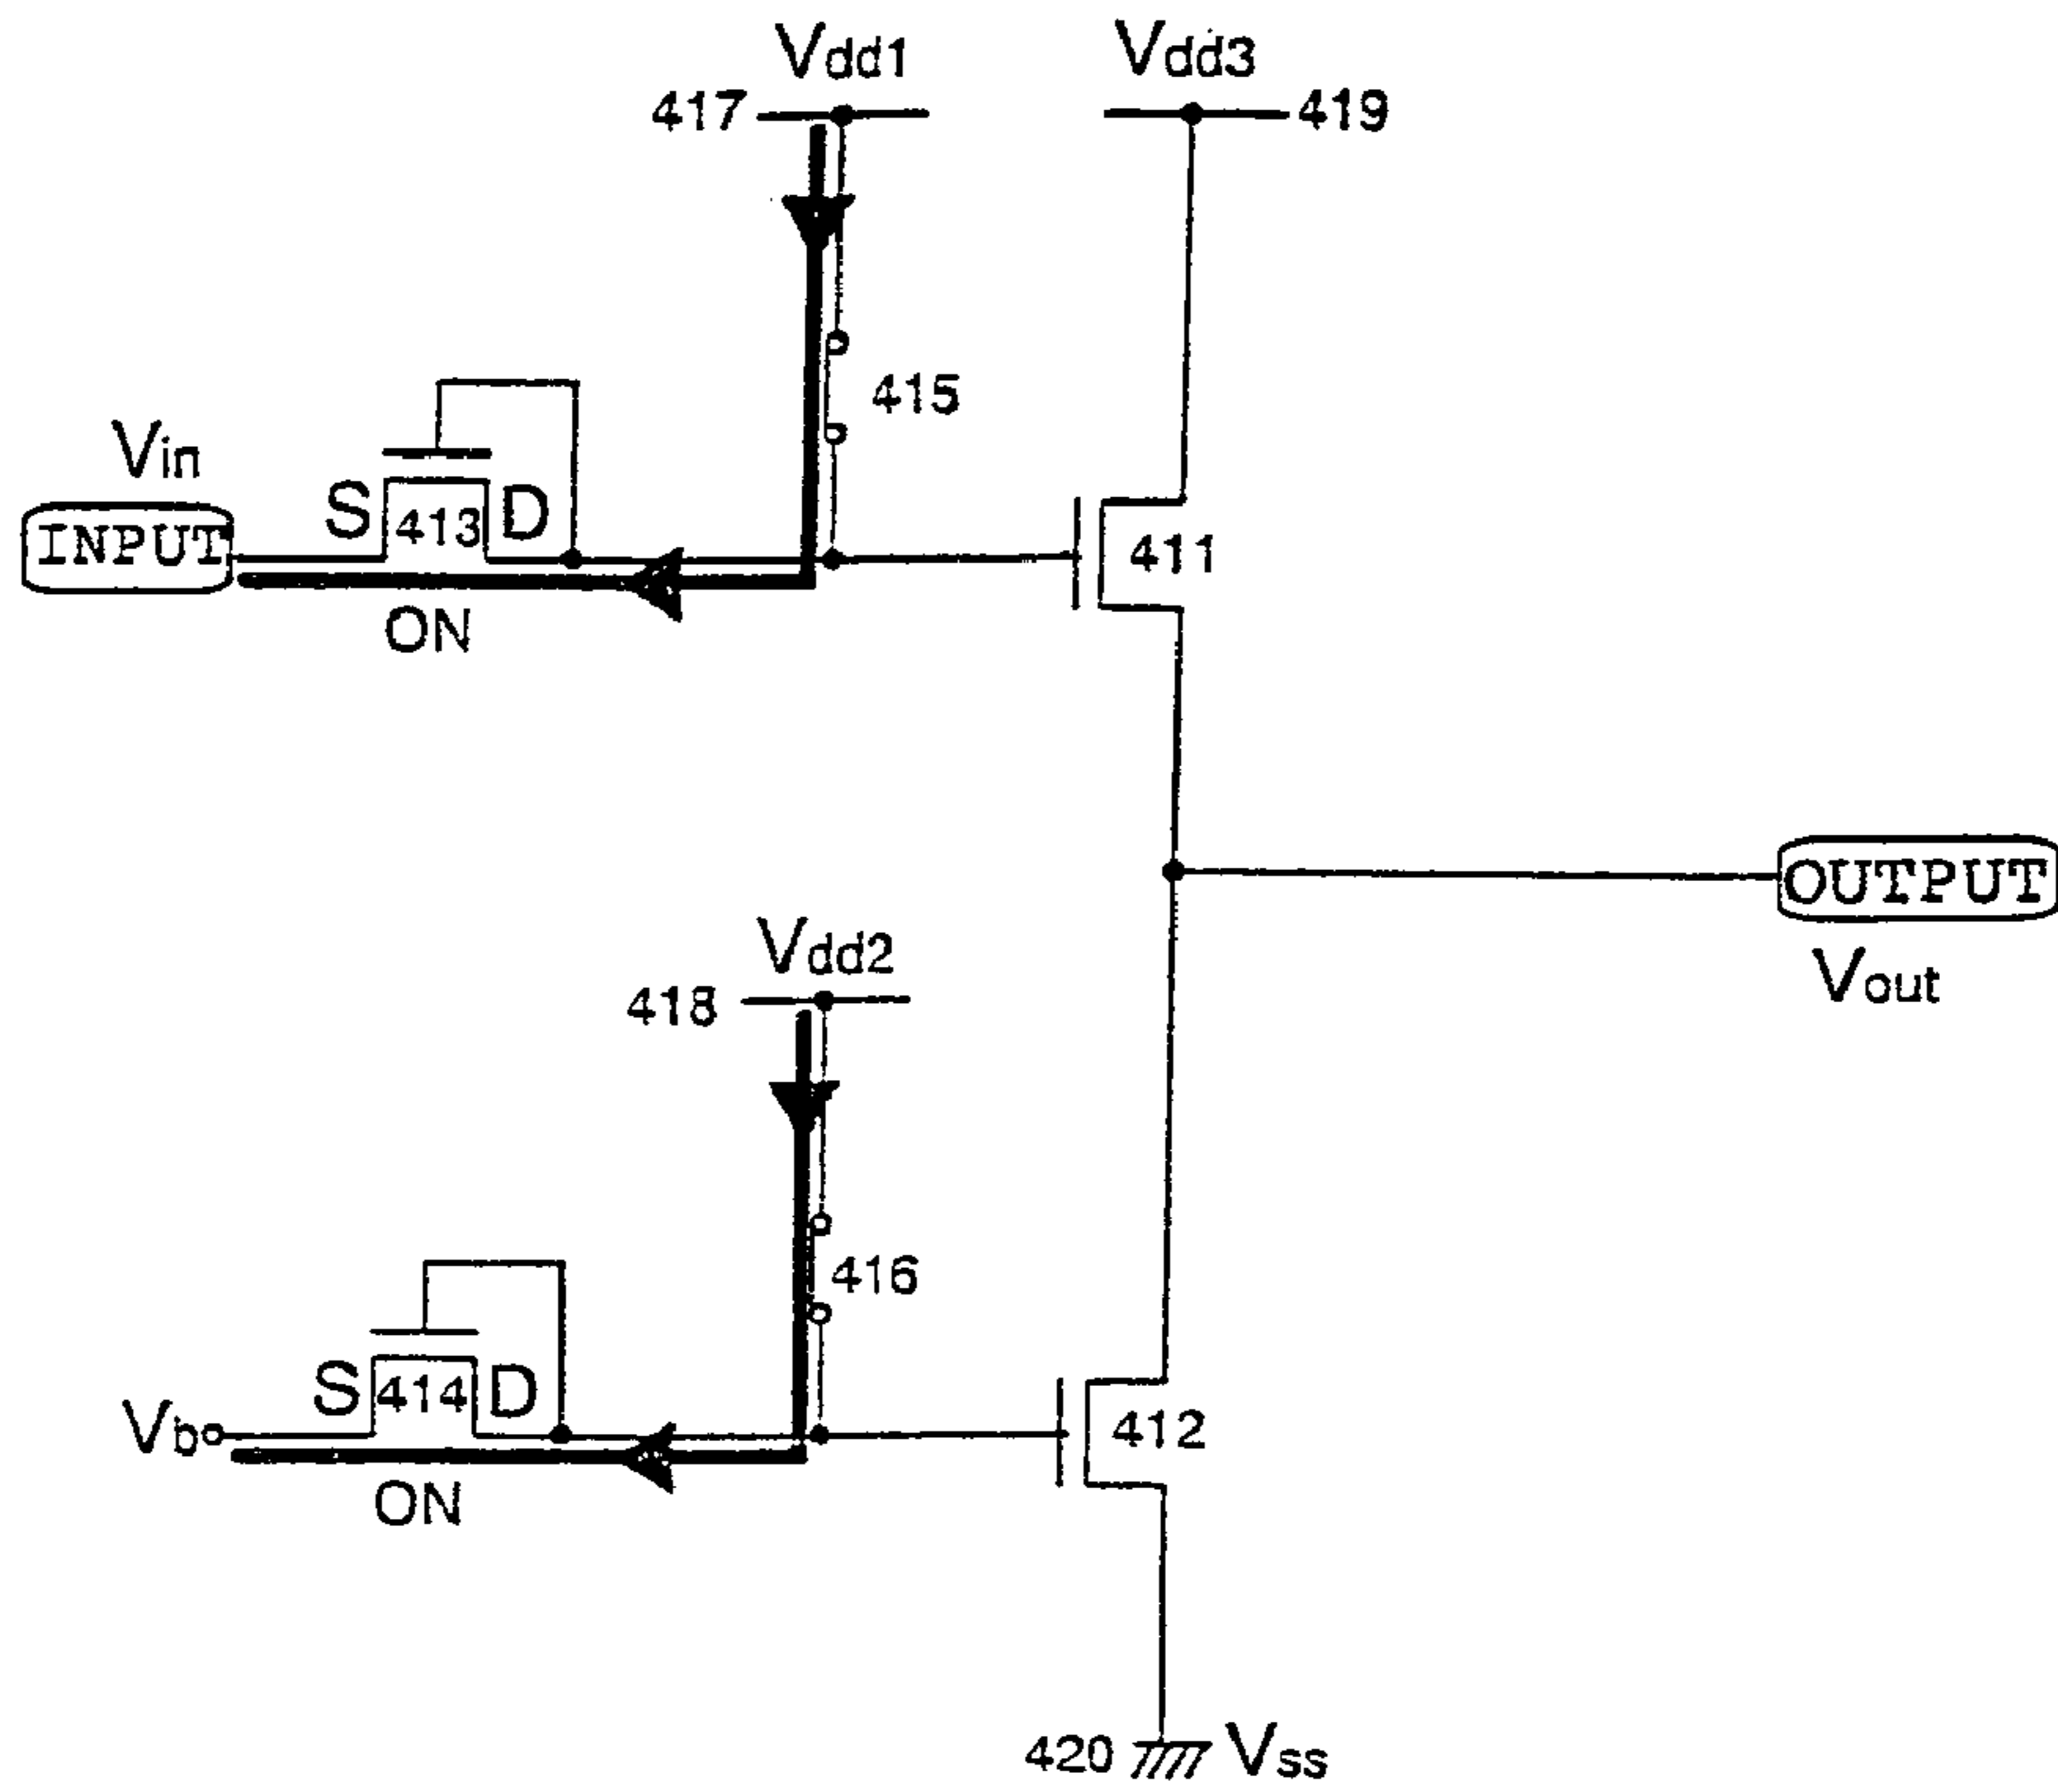 Vdd1
Vdd3
417
419
415
Vin
INPUT
S
413
D
411
ON
OUTPUT
Vout
Vdd2
418
416
S
414
D
Vb
412
ON
420
Vss